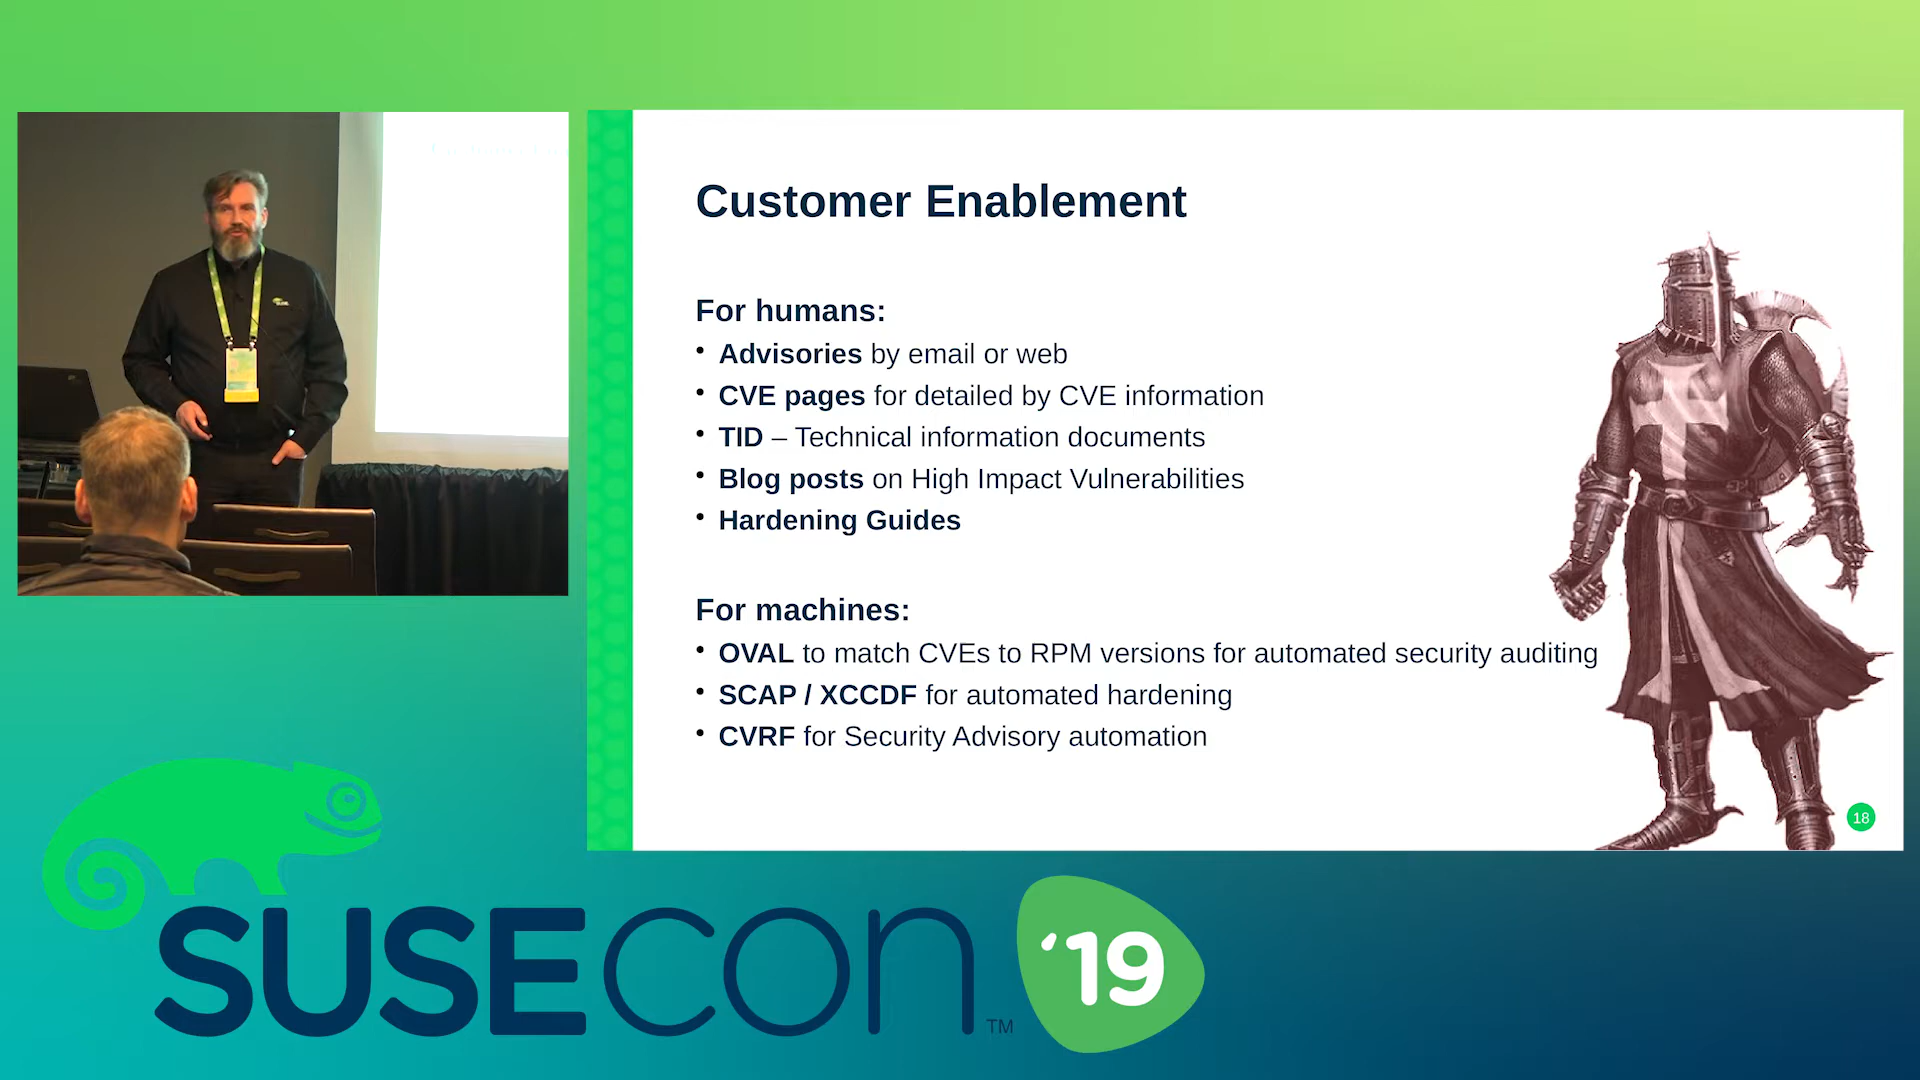 Customer Enablement
For humans:
• Advisories by email or web
• CVE pages for detailed by CVE information
• TID – Technical information documents
• Blog posts on High Impact Vulnerabilities
• Hardening Guides
For machines:
• OVAL to match CVEs to RPM versions for automated security auditing
• SCAP / XCCDF for automated hardening
• CVRF for Security Advisory automation
18
SUSECON ™ '19